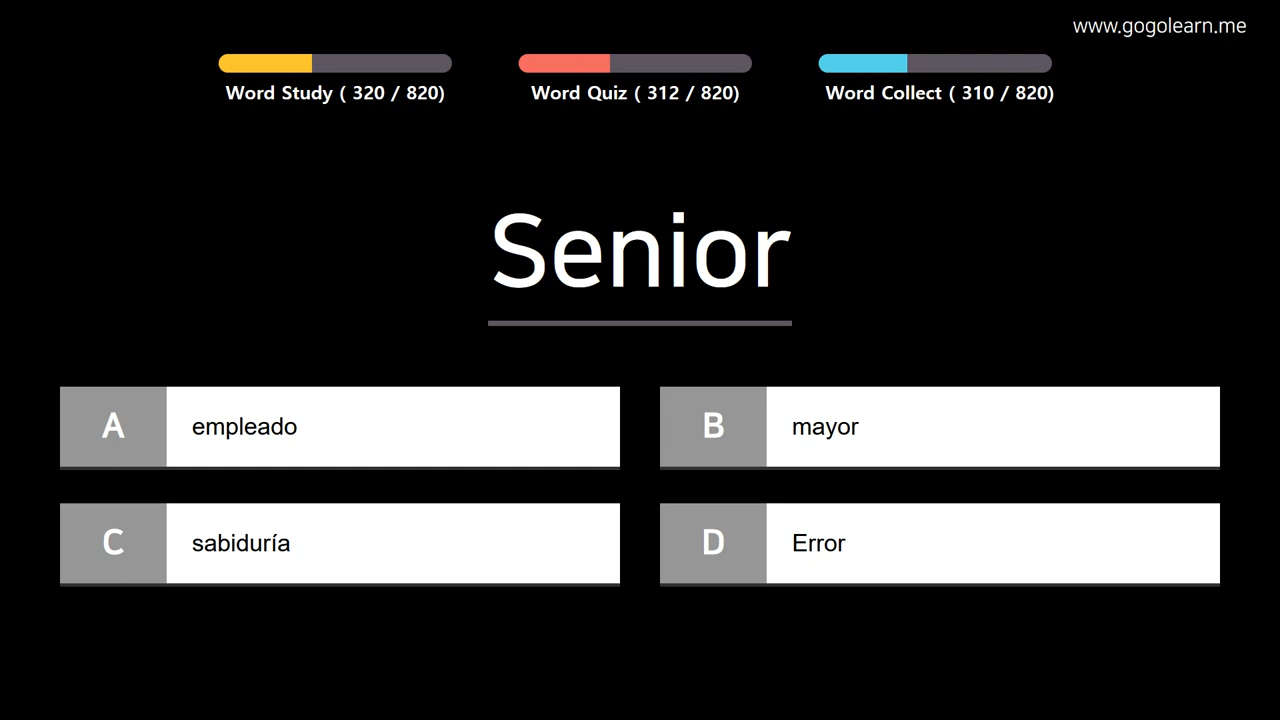 www.gogolearn.me
Word Study ( 320 / 820)
Word Quiz ( 312 / 820)
Word Collect ( 310 / 820)
Senior
A empleado
B mayor
C sabiduría
D Error